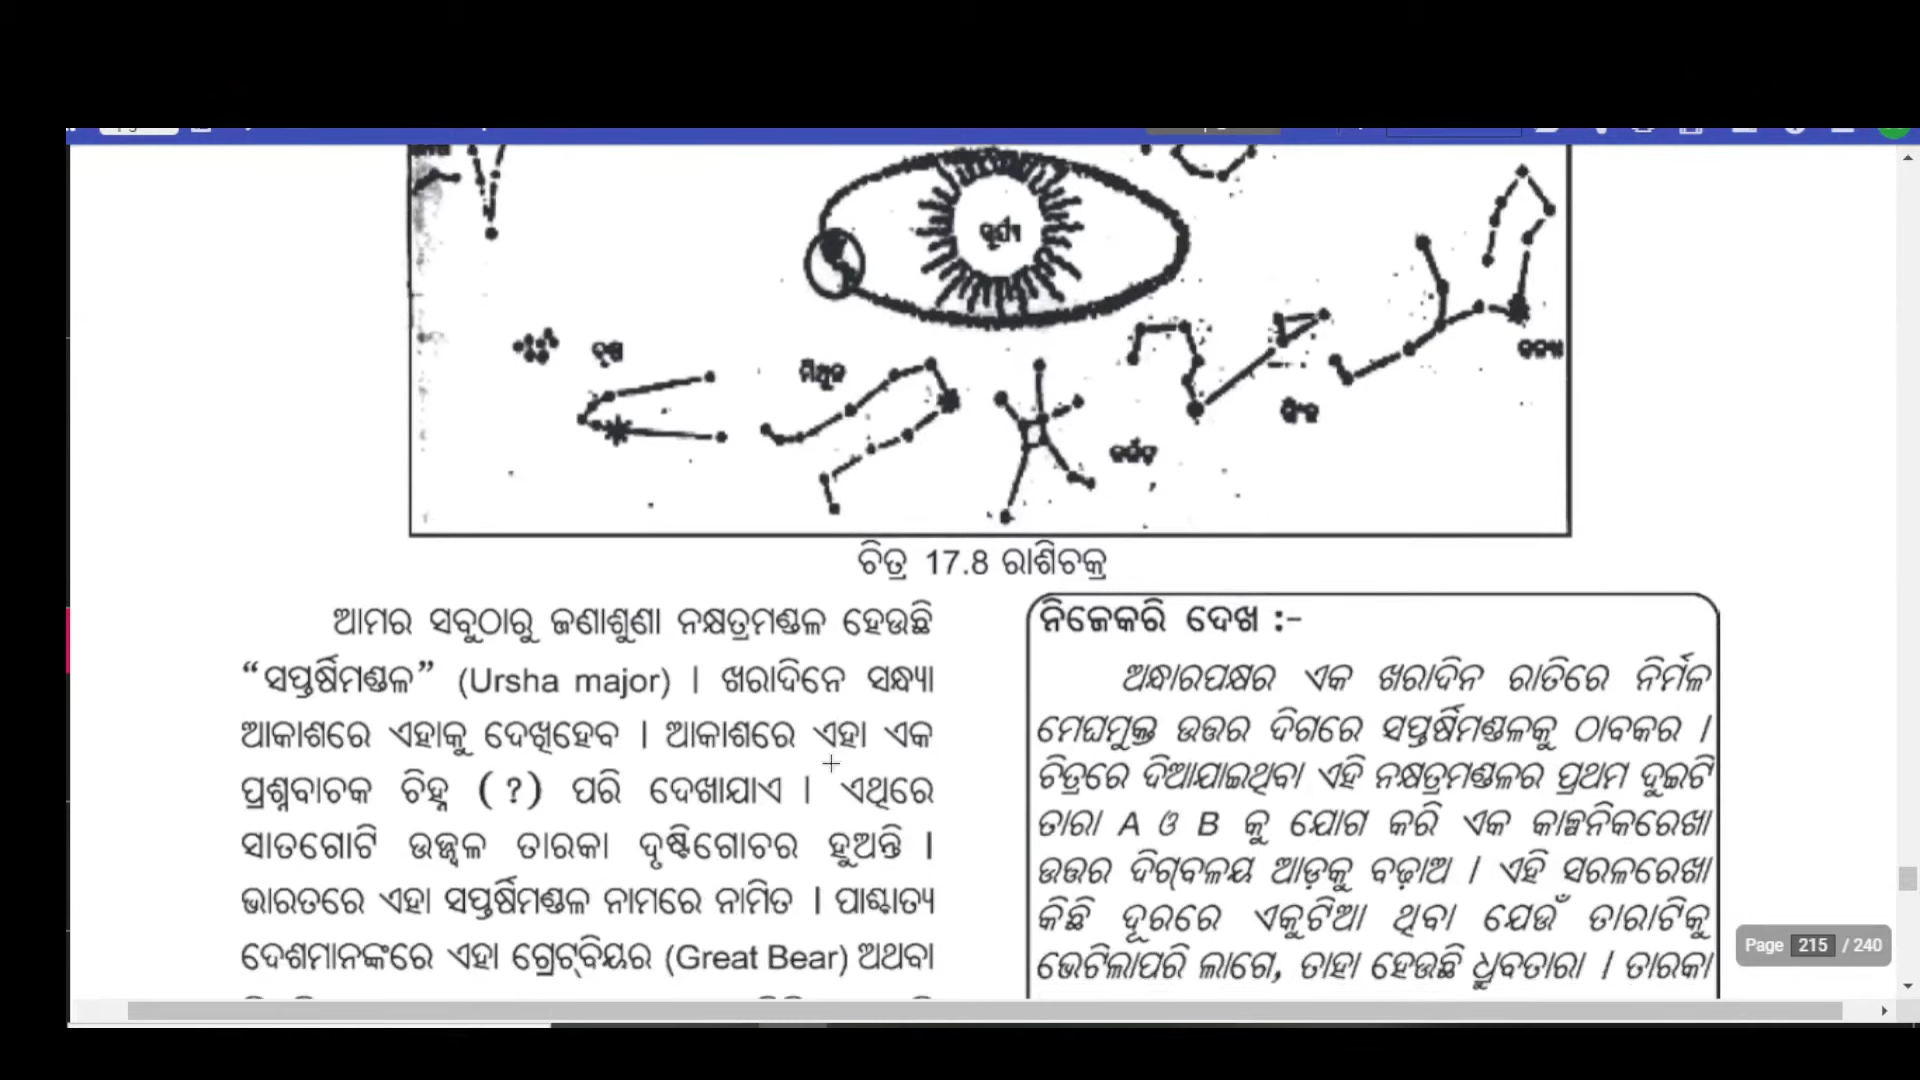 ସୂର୍ଯ୍ୟ
ବୃଷ
ମିଥୁନ
କନ୍ୟା
ସିଂହ
କର୍କଟ
ଚିତ୍ର 17.8 ରାଶିଚକ୍ର
ଆମର ସବୁଠାରୁ ଜଣାଶୁଣା ନକ୍ଷତ୍ରମଣ୍ଡଳ ହେଉଛି
“ସପ୍ତର୍ଷିମଣ୍ଡଳ” (Ursha major) । ଖରାଦିନେ ସନ୍ଧ୍ୟା
ଆକାଶରେ ଏହାକୁ ଦେଖିହେବ । ଆକାଶରେ ଏହା ଏକ
ପ୍ରଶ୍ନବାଚକ ଚିହ୍ନ (?) ପରି ଦେଖାଯାଏ । ଏଥିରେ
ସାତଗୋଟି ଉଜ୍ଜ୍ୱଳ ତାରକା ଦୃଷ୍ଟିଗୋଚର ହୁଅନ୍ତି ।
ଭାରତରେ ଏହା ସପ୍ତର୍ଷିମଣ୍ଡଳ ନାମରେ ନାମିତ । ପାଶ୍ଚାତ୍ୟ
ଦେଶମାନଙ୍କରେ ଏହା ଗ୍ରେଟ୍‌ବିୟର (Great Bear) ଅଥବା
ନିଜେକରି ଦେଖ :-
ଅନ୍ଧାରପକ୍ଷର ଏକ ଖରାଦିନ ରାତିରେ ନିର୍ମଳ
ମେଘମୁକ୍ତ ଉତ୍ତର ଦିଗରେ ସପ୍ତର୍ଷିମଣ୍ଡଳକୁ ଠାବକର ।
ଚିତ୍ରରେ ଦିଆଯାଇଥିବା ଏହି ନକ୍ଷତ୍ରମଣ୍ଡଳର ପ୍ରଥମ ଦୁଇଟି
ତାରା A ଓ B କୁ ଯୋଗ କରି ଏକ କାଳ୍ପନିକରେଖା
ଉତ୍ତର ଦିଗ୍‌ବଳୟ ଆଡ଼କୁ ବଢ଼ାଅ । ଏହି ସରଳରେଖା
କିଛି ଦୂରରେ ଏକୁଟିଆ ଥିବା ଯେଉଁ ତାରାଟିକୁ
ଭେଟିଲାପରି ଲାଗେ, ତାହା ହେଉଛି ଧ୍ରୁବତାରା । ତାରକା
Page 215 / 240